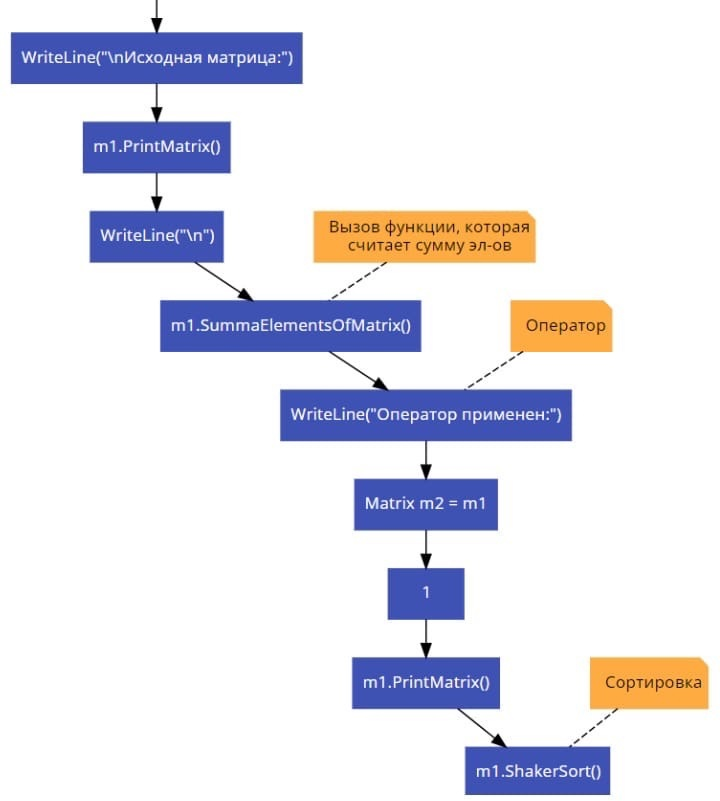 WriteLine("\nИсходная матрица:")
m1.PrintMatrix()
WriteLine("\n")
Вызов функции, которая
считает сумму эл-ов
m1.SummaElementsOfMatrix()
Оператор
WriteLine("Оператор применен:")
Matrix m2 = m1
1
m1.PrintMatrix()
Сортировка
m1.ShakerSort()